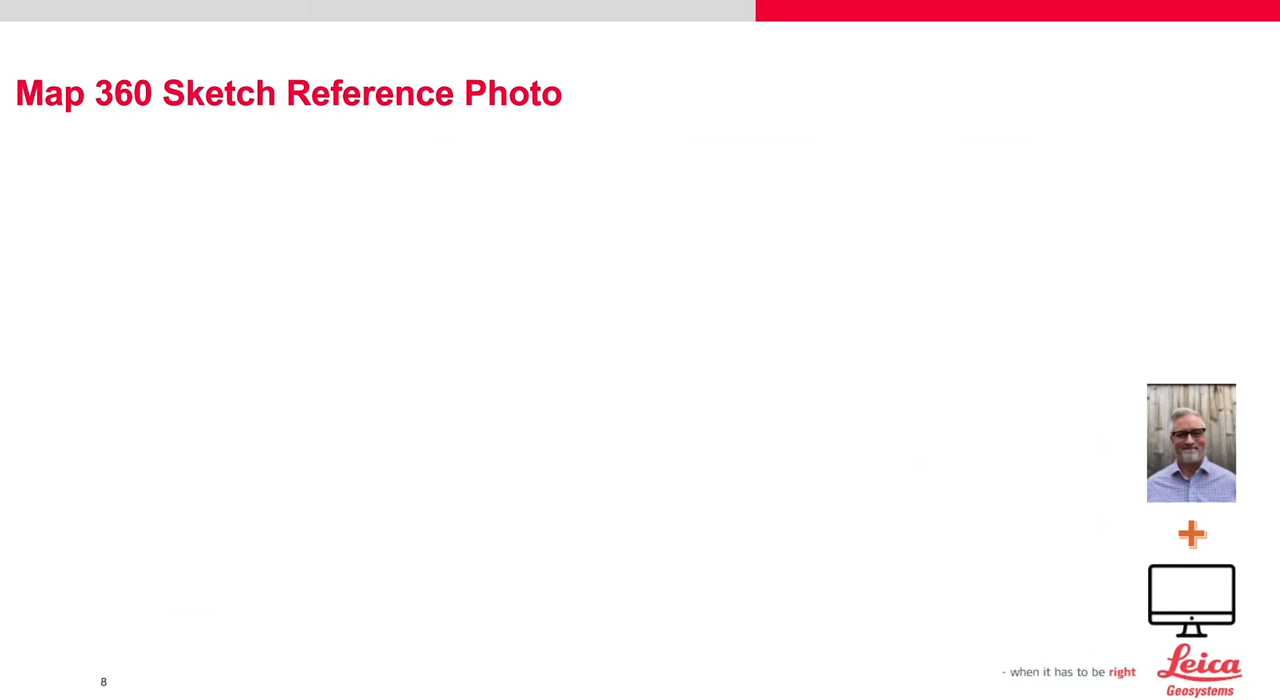 Map 360 Sketch Reference Photo
8
- when it has to be right
Leica
Geosystems